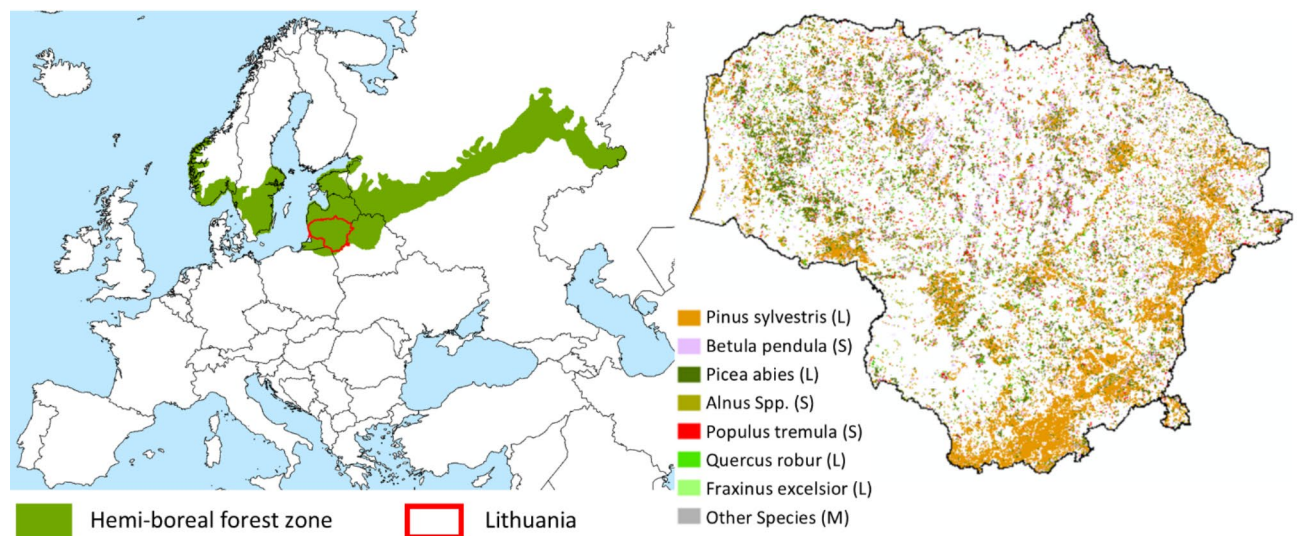 Pinus sylvestris (L)
Betula pendula (S)
Picea abies (L)
Alnus Spp. (S)
Populus tremula (S)
Quercus robur (L)
Fraxinus excelsior (L)
Other Species (M)
Hemi-boreal forest zone
Lithuania